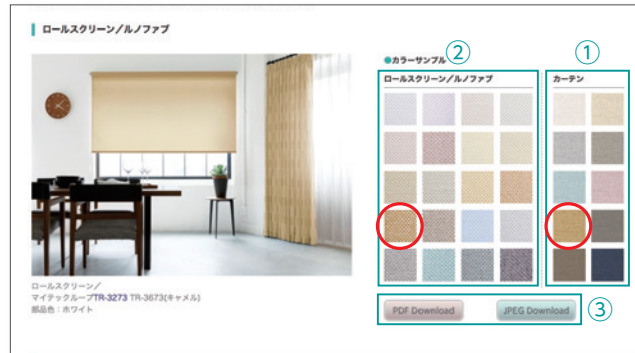 ロールスクリーン／ルノファブ
②
①
●カラーサンプル
ロールスクリーン／ルノファブ
カーテン
ロールスクリーン／
マイテックループTR-3273 TR-3673(キャメル)
部品色：ホワイト
PDF Download
JPEG Download
③